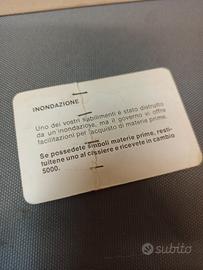 INONDAZIONE
Uno dei vostri stabilimenti è stato distrutto
da un'inondazione, ma il governo vi offre
facilitazioni per l'acquisto di materie prime.
Se possedete simboli materie prime, resti-
tuitene uno al cassiere e ricevete in cambio
5000.
subito